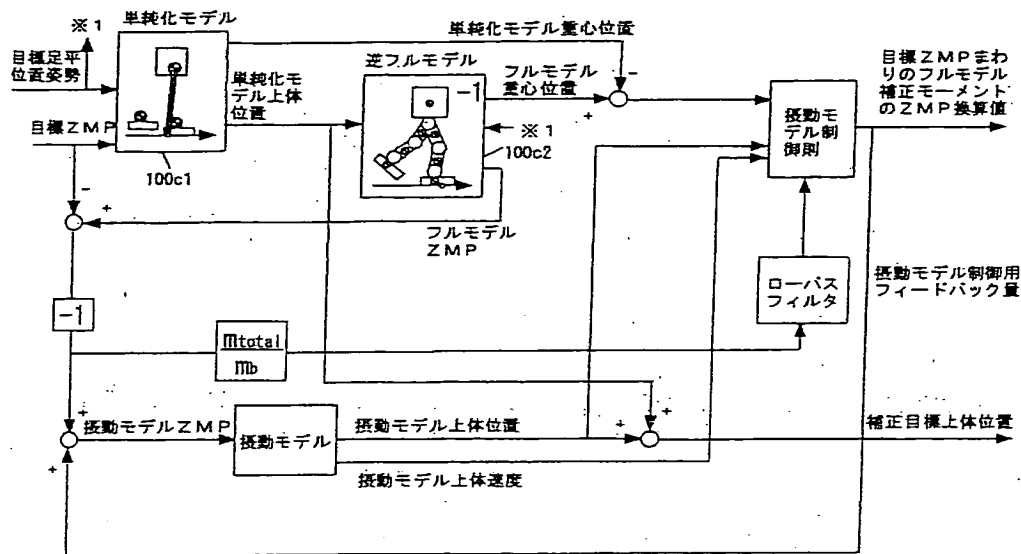 ※1
単純化モデル
目標足平
位置姿勢
目標ZMP
100c1
単純化モデル重心位置
単純化モ
デル上体
位置
逆フルモデル
-1
100c2
フルモデル
重心位置
-
+
※1
フルモデル
ZMP
摂動モ
デル制
御則
目標ZMPまわ
りのフルモデル
補正モーメント
のZMP換算値
-
+
-1
mtotal
mb
ローパス
フィルタ
摂動モデル制御用
フィードバック量
+
+
摂動モデルZMP
摂動モデル
摂動モデル上体位置
摂動モデル上体速度
+
+
補正目標上体位置